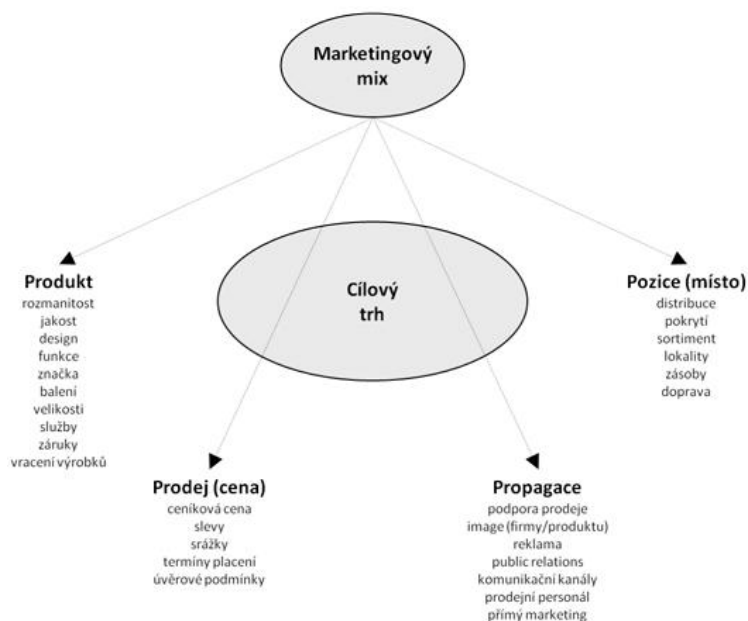 Marketingový
mix
Cílový
trh
Produkt
rozmanitost
jakost
design
funkce
značka
balení
velikosti
služby
záruky
vracení výrobků
Prodej (cena)
ceníková cena
slevy
srážky
termíny placení
úvěrové podmínky
Propagace
podpora prodeje
image (firmy/produktu)
reklama
public relations
komunikační kanály
prodejní personál
přímý marketing
Pozice (místo)
distribuce
pokrytí
sortiment
lokality
zásoby
doprava